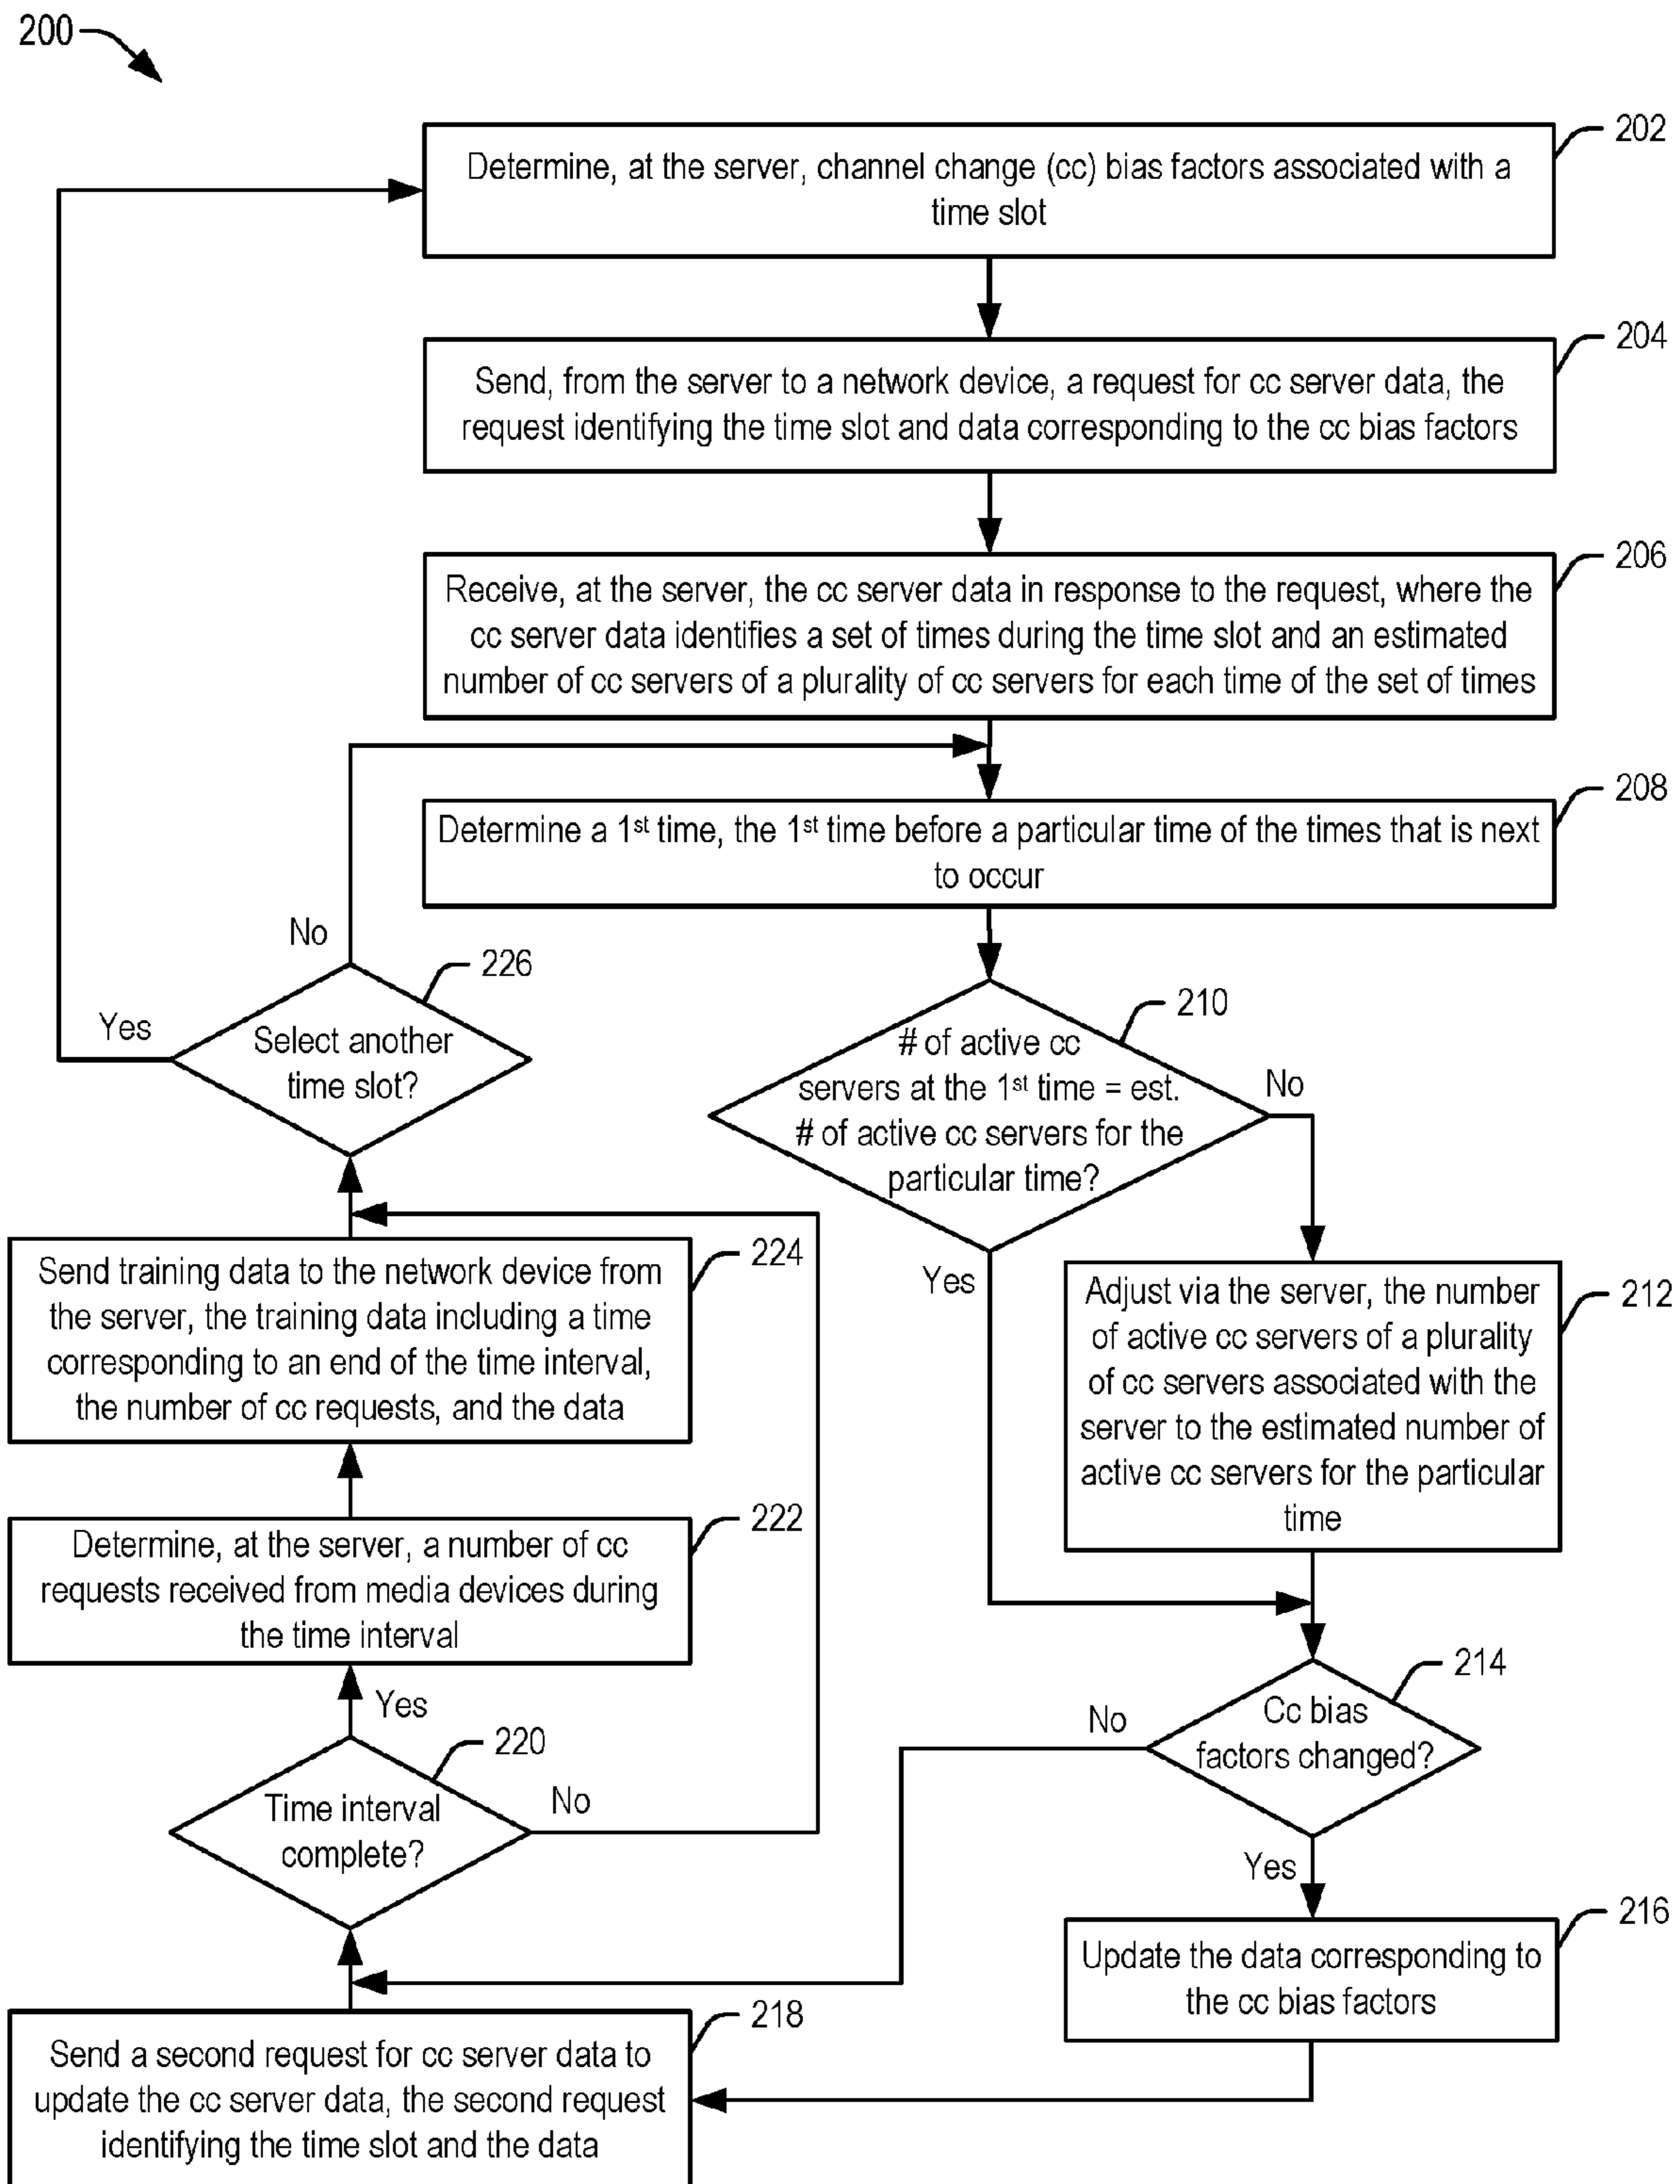 200
202
Determine, at the server, channel change (cc) bias factors associated with a
time slot
204
Send, from the server to a network device, a request for cc server data, the
request identifying the time slot and data corresponding to the cc bias factors
206
Receive, at the server, the cc server data in response to the request, where the
cc server data identifies a set of times during the time slot and an estimated
number of cc servers of a plurality of cc servers for each time of the set of times
208
Determine a 1st time, the 1st time before a particular time of the times that is next
to occur
210
# of active cc
servers at the 1st time = est.
# of active cc servers for the
particular time?
No
Yes
212
Adjust via the server, the number
of active cc servers of a plurality
of cc servers associated with the
server to the estimated number of
active cc servers for the particular
time
214
Cc bias
factors changed?
No
Yes
216
Update the data corresponding to
the cc bias factors
218
Send a second request for cc server data to
update the cc server data, the second request
identifying the time slot and the data
220
Time interval
complete?
No
Yes
222
Determine, at the server, a number of cc
requests received from media devices during
the time interval
224
Send training data to the network device from
the server, the training data including a time
corresponding to an end of the time interval,
the number of cc requests, and the data
226
Select another
time slot?
No
Yes